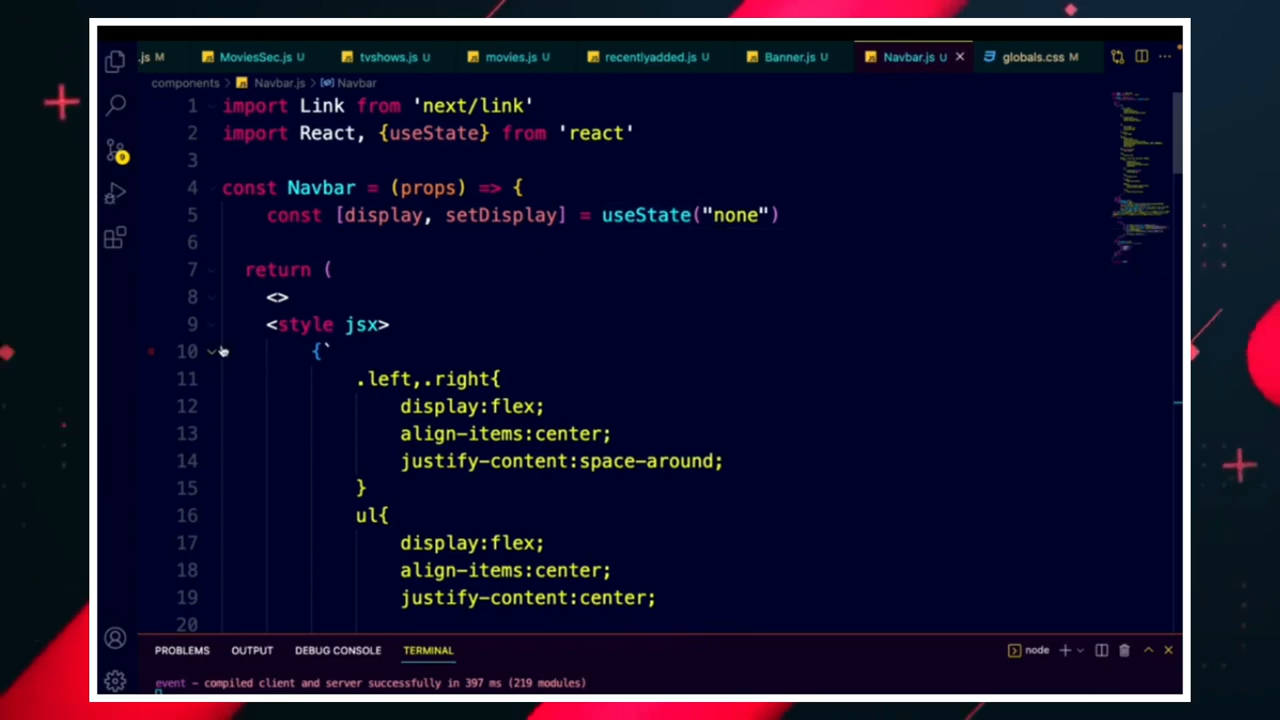 .js M MoviesSec.js U tvshows.js U movies.js U recentlyadded.js U Banner.js U Navbar.js U globals.css M
components > Navbar.js > Navbar
1 import Link from 'next/link'
2 import React, {useState} from 'react'
3
4 const Navbar = (props) => {
5 const [display, setDisplay] = useState("none")
6
7 return (
8 <>
9 <style jsx>
10 {`
11 .left,.right{
12 display:flex;
13 align-items:center;
14 justify-content:space-around;
15 }
16 ul{
17 display:flex;
18 align-items:center;
19 justify-content:center;
20
9
PROBLEMS OUTPUT DEBUG CONSOLE TERMINAL node
event - compiled client and server successfully in 397 ms (219 modules)